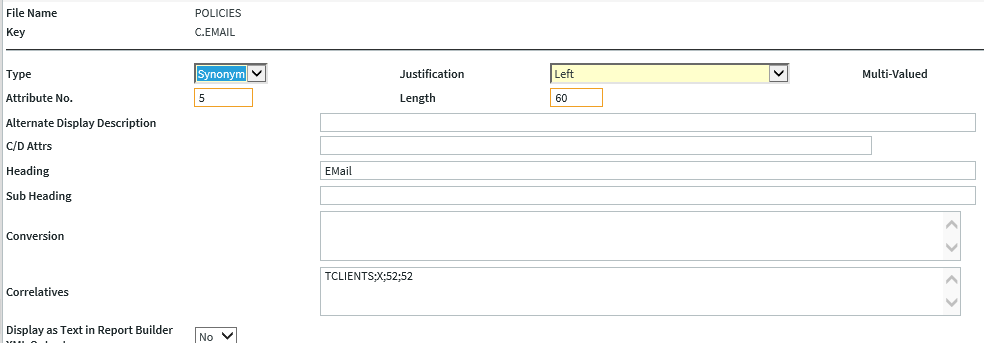 File Name POLICIES
Key C.EMAIL
Type Synonym Justification Left Multi-Valued
Attribute No. 5 Length 60
Alternate Display Description
C/D Attrs
Heading EMail
Sub Heading
Conversion
TCLIENTS;X;52;52
Correlatives
Display as Text in Report Builder
No